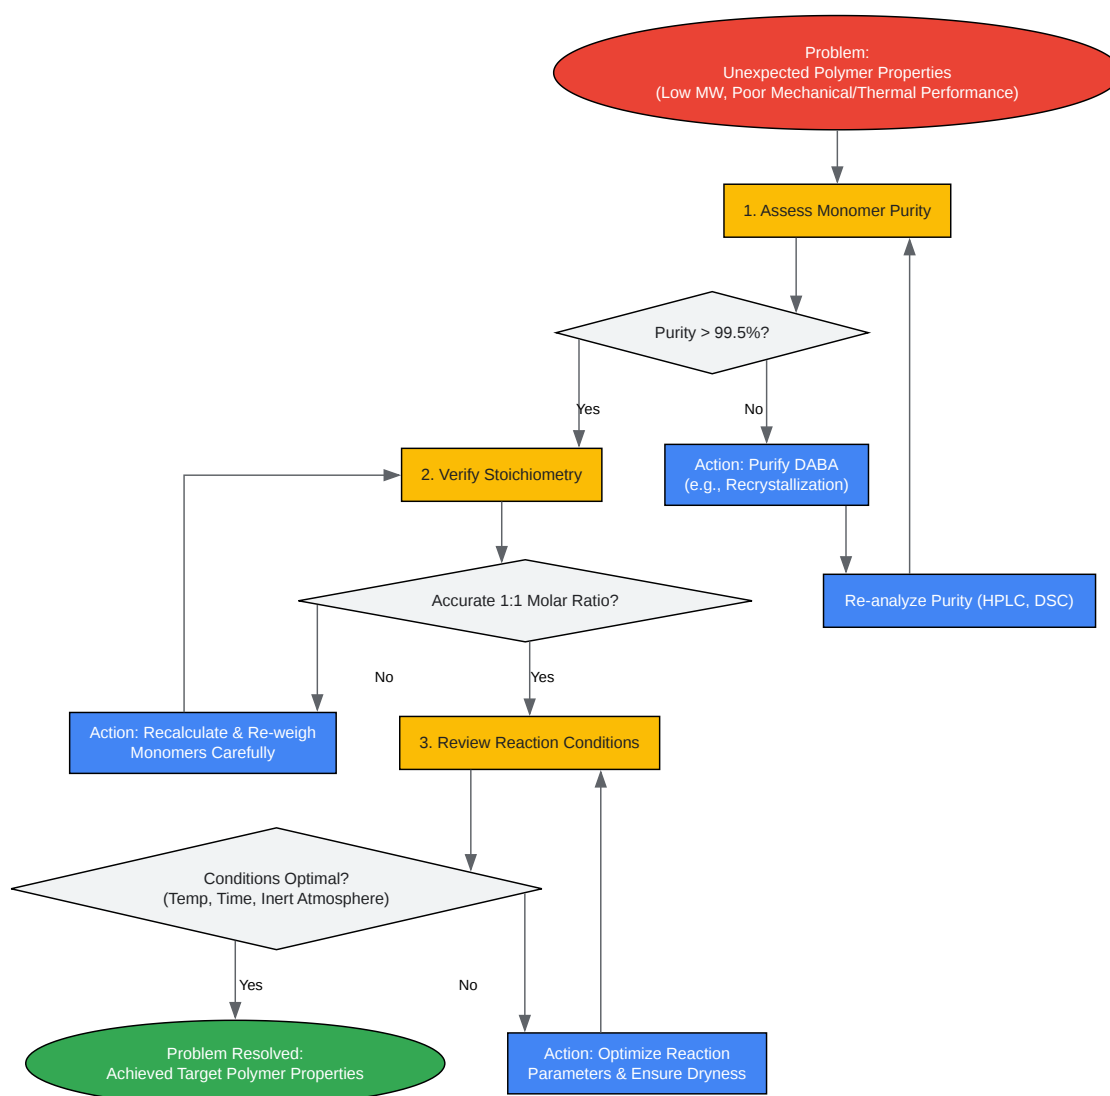 Problem:
Unexpected Polymer Properties
(Low MW, Poor Mechanical/Thermal Performance)
1. Assess Monomer Purity
Purity > 99.5%?
Yes
No
2. Verify Stoichiometry
Action: Purify DABA
(e.g., Recrystallization)
Accurate 1:1 Molar Ratio?
Re-analyze Purity (HPLC, DSC)
No
Yes
Action: Recalculate & Re-weigh
Monomers Carefully
3. Review Reaction Conditions
Conditions Optimal?
(Temp, Time, Inert Atmosphere)
Yes
No
Problem Resolved:
Achieved Target Polymer Properties
Action: Optimize Reaction
Parameters & Ensure Dryness